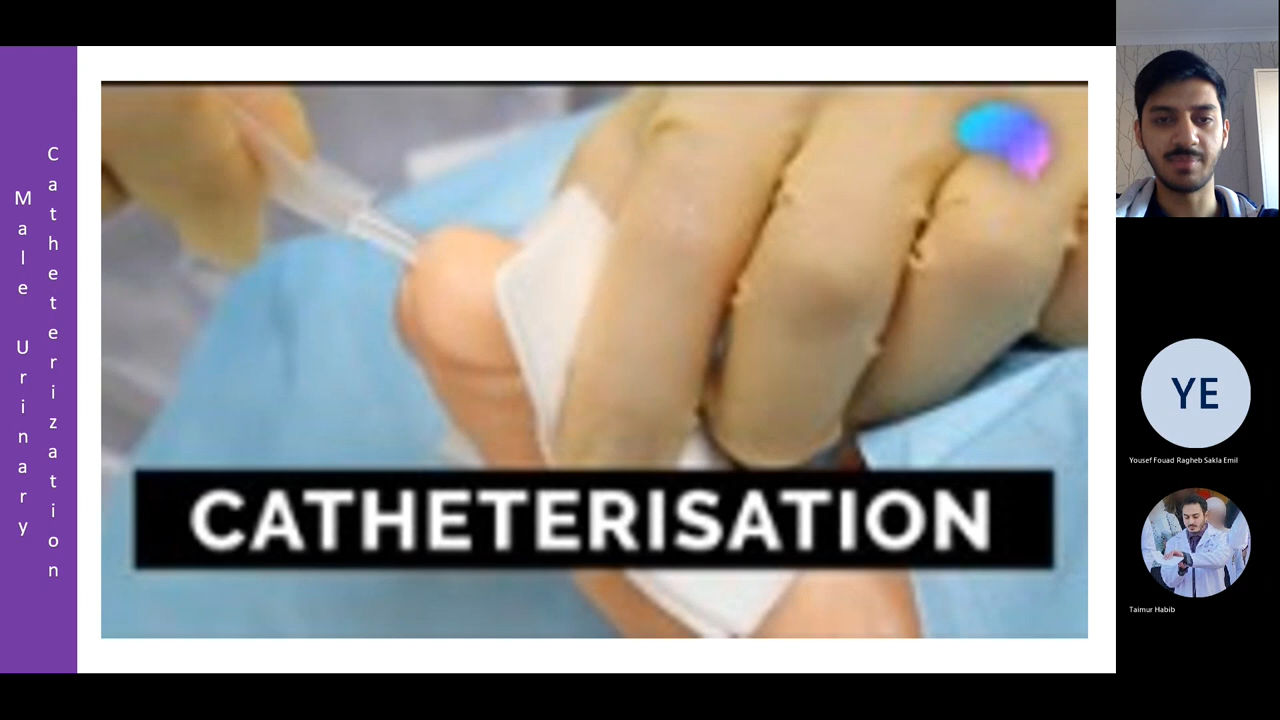 Male Urinary
Catheterization
CATHETERISATION
YE
Yousef Fouad Ragheb Sakla Emil
Taimur Habib